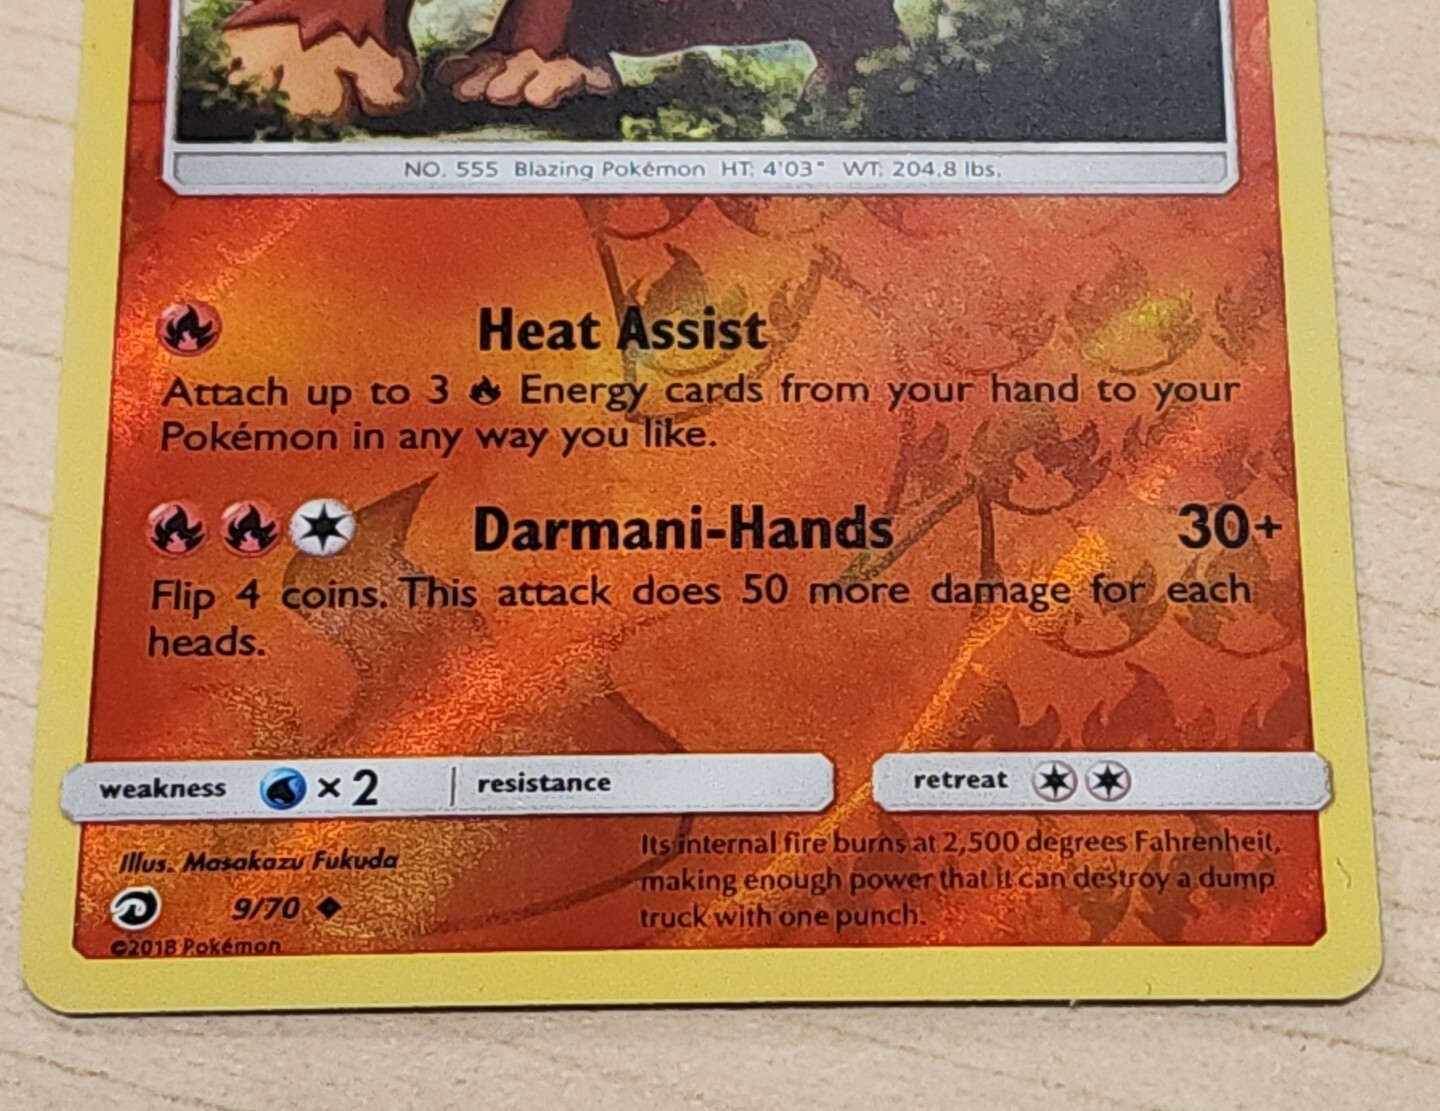 NO. 555 Blazing Pokémon HT: 4'03" WT: 204.8 lbs.
Heat Assist
Attach up to 3 Energy cards from your hand to your
Pokémon in any way you like.
Darmani-Hands 30+
Flip 4 coins. This attack does 50 more damage for each
heads.
weakness ×2 resistance
retreat
Illus. Masakazu Fukuda
9/70
©2018 Pokémon
Its internal fire burns at 2,500 degrees Fahrenheit,
making enough power that it can destroy a dump
truck with one punch.